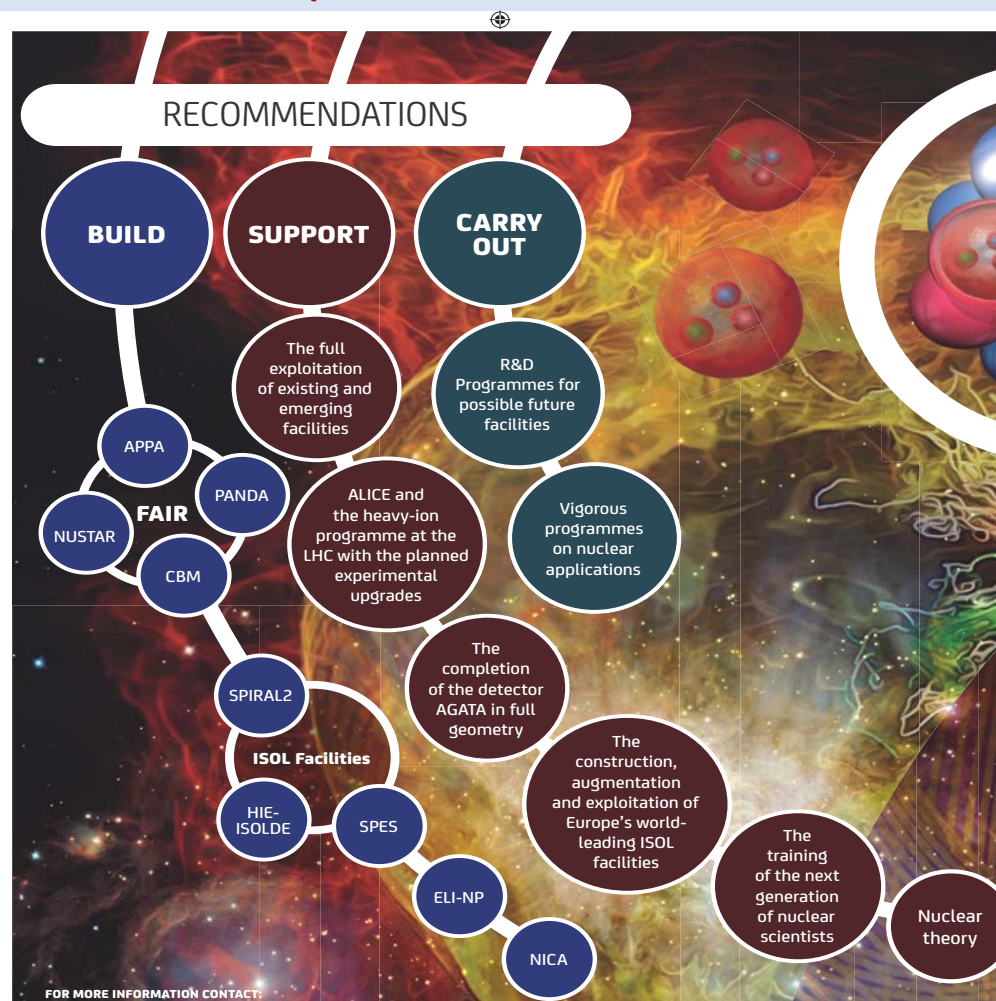 RECOMMENDATIONS
BUILD
SUPPORT
CARRY
OUT
The full
exploitation
of existing and
emerging
facilities
R&D
Programmes for
possible future
facilities
APPA
PANDA
FAIR
NUSTAR
CBM
ALICE and
the heavy-ion
programme at the
LHC with the planned
experimental
upgrades
Vigorous
programmes
on nuclear
applications
The
completion
of the detector
AGATA in full
geometry
SPIRAL2
ISOL Facilities
HIE-
ISOLDE
SPES
The
construction,
augmentation
and exploitation of
Europe's world-
leading ISOL
facilities
The
training
of the next
generation
of nuclear
scientists
Nuclear
theory
ELI-NP
NICA
FOR MORE INFORMATION CONTACT: